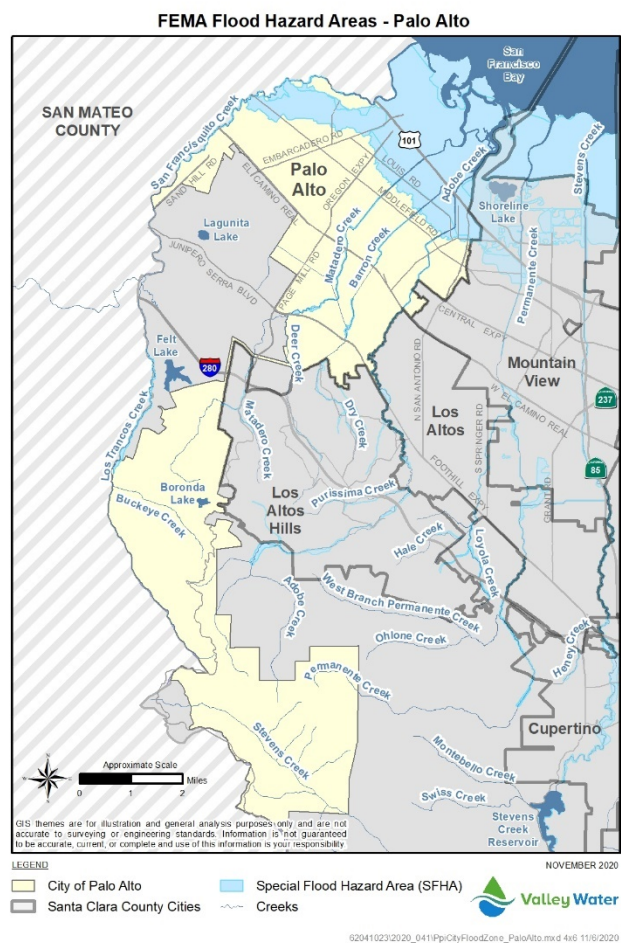 FEMA Flood Hazard Areas - Palo Alto
San
Francisco
Bay
SAN MATEO
COUNTY
San Francisquito Creek
101
EMBARCADERO RD
SAND HILL RD
EL CAMINO REAL
Palo
Alto
OREGON EXPY
LOUIS RD
MIDDLEFIELD RD
Adobe Creek
Stevens Creek
Shoreline
Lake
Lagunita
Lake
JUNIPERO SERRA BLVD
PAGE MILL RD
Matadero Creek
Barron Creek
Permanente Creek
CENTRAL EXPY
Deer Creek
Felt
Lake
280
Mountain
View
Los Trancos Creek
Matadero Creek
Dry Creek
N SAN ANTONIO RD
Los
Altos
S SPRINGER RD
W EL CAMINO REAL
237
85
FOOTHILL EXPY
GRANT RD
Boronda
Lake
Buckeye Creek
Los
Altos
Hills
Purissima Creek
Hale Creek
Loyola Creek
Adobe
Creek
West Branch Permanente Creek
Ohlone Creek
Heney Creek
Permanente Creek
Stevens Creek
Cupertino
Montebello Creek
Swiss Creek
Stevens
Creek
Reservoir
Approximate Scale
0 1 2 Miles
GIS themes are for illustration and general analysis purposes only and are not
accurate to surveying or engineering standards. Information is not guaranteed
to be accurate, current, or complete and use of this information is your responsibility.
LEGEND
NOVEMBER 2020
City of Palo Alto
Special Flood Hazard Area (SFHA)
Santa Clara County Cities
Creeks
Valley Water
62041023\2020_041\PpiCityFloodZone_PaloAlto.mxd 4x6 11/6/2020